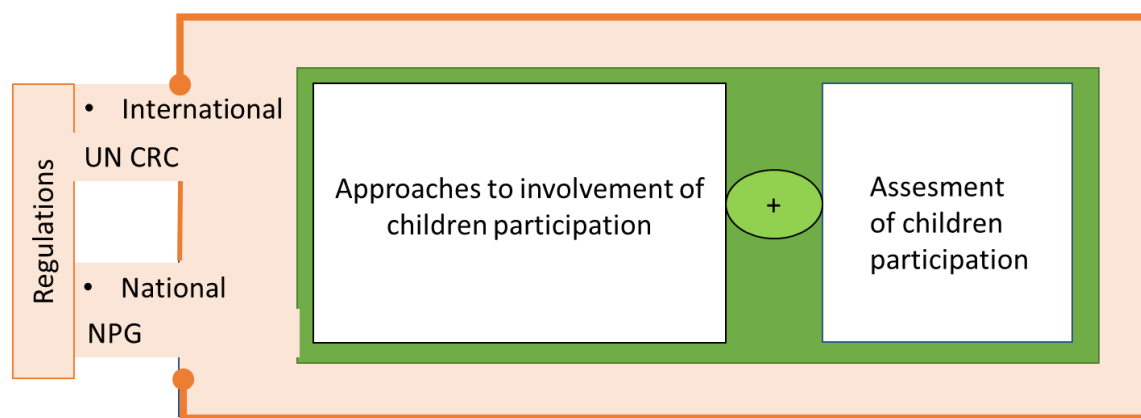 Regulations
• International
UN CRC
• National
NPG
Approaches to involvement of
children participation
+
Assesment
of children
participation